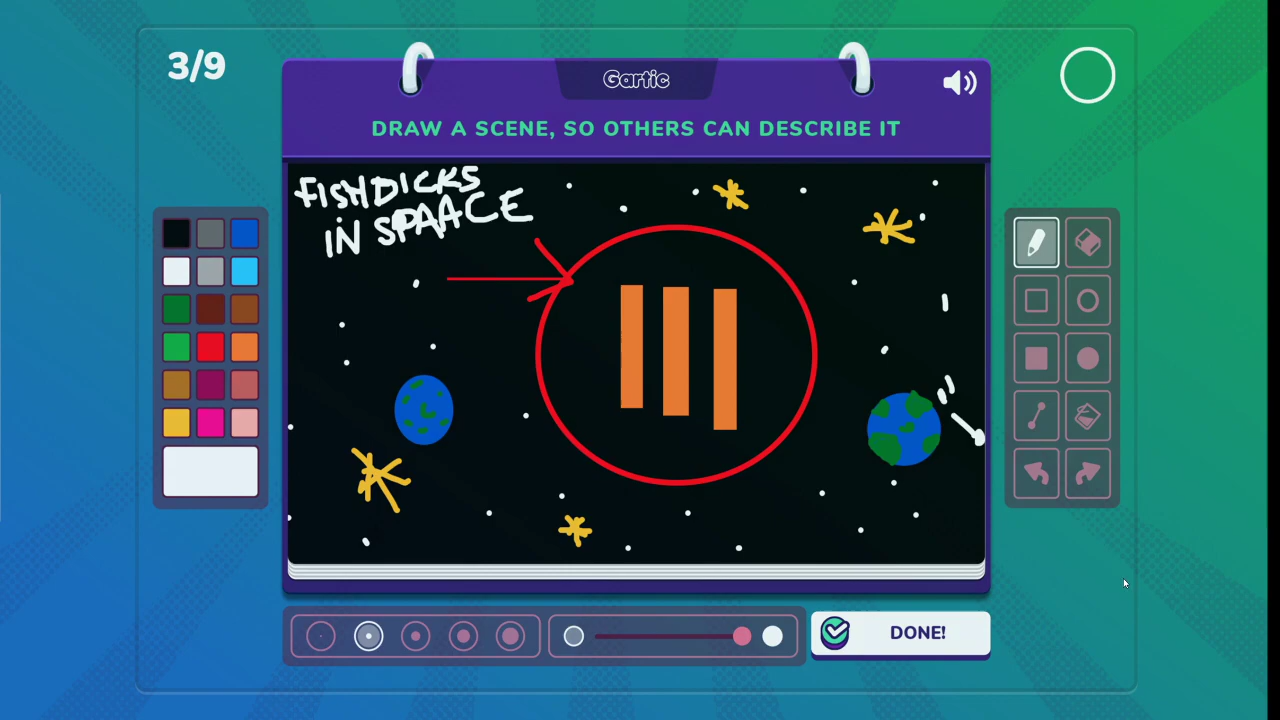 3/9
Gartic
DRAW A SCENE, SO OTHERS CAN DESCRIBE IT
FISHDICKS
IN SPAACE
DONE!